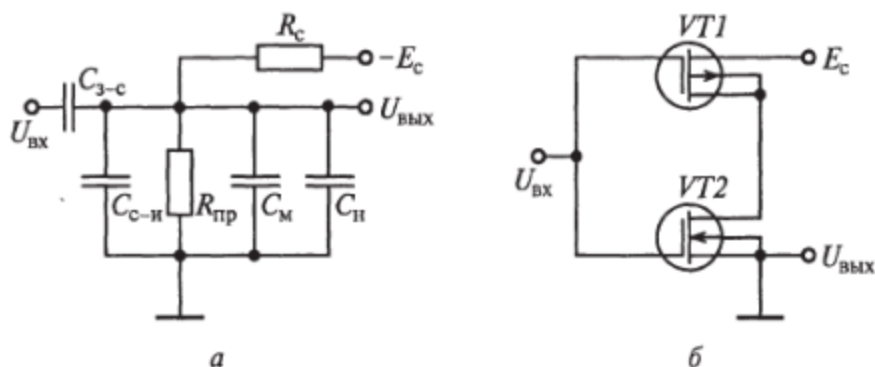 R_с
−E_с
C_з–с
U_вх
U_вых
C_с–и
R_пр
C_м
C_н
а
VT1
E_с
U_вх
VT2
U_вых
б